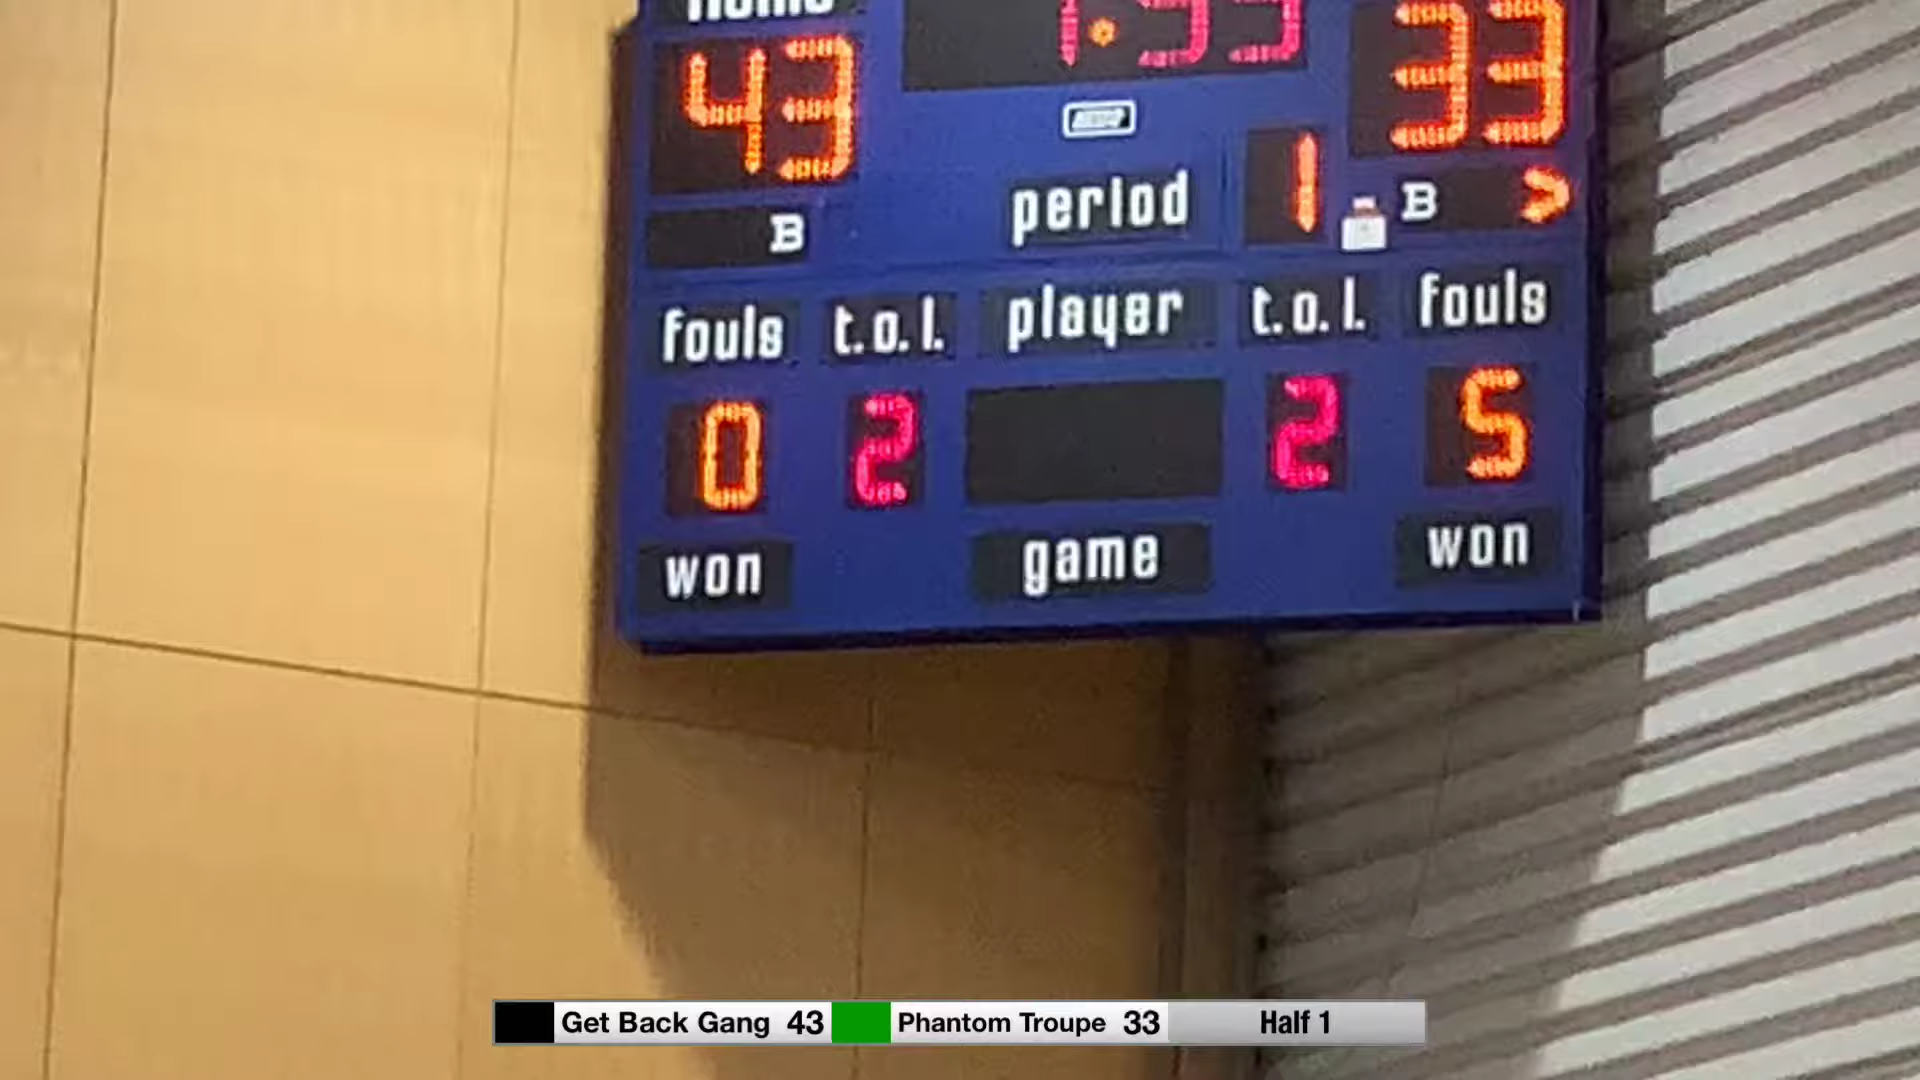 43 33
period 1 B >
B
fouls t.o.l. player t.o.l. fouls
0 2 2 5
won game won
Get Back Gang 43 Phantom Troupe 33 Half 1